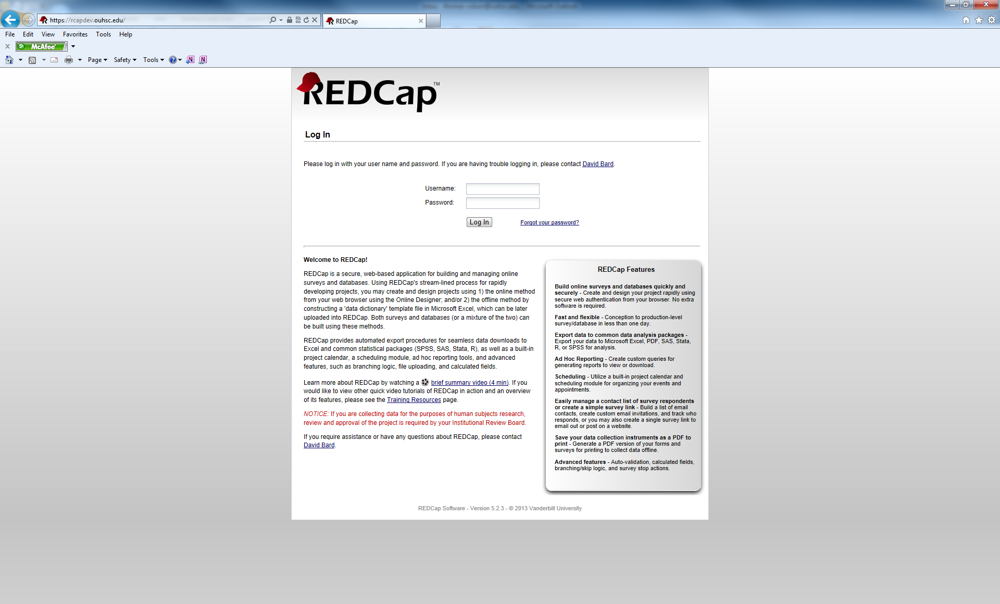 https://rcapdev.ouhsc.edu/
REDCap
File Edit View Favorites Tools Help
McAfee
Page Safety Tools
REDCap™
Log In
Please log in with your user name and password. If you are having trouble logging in, please contact David Bard.
Username:
Password:
Log In Forgot your password?
Welcome to REDCap!
REDCap is a secure, web-based application for building and managing online
surveys and databases. Using REDCap's stream-lined process for rapidly
developing projects, you may create and design projects using 1) the online method
from your web browser using the Online Designer; and/or 2) the offline method by
constructing a 'data dictionary' template file in Microsoft Excel, which can be later
uploaded into REDCap. Both surveys and databases (or a mixture of the two) can
be built using these methods.
REDCap provides automated export procedures for seamless data downloads to
Excel and common statistical packages (SPSS, SAS, Stata, R), as well as a built-in
project calendar, a scheduling module, ad hoc reporting tools, and advanced
features, such as branching logic, file uploading, and calculated fields.
Learn more about REDCap by watching a brief summary video (4 min). If you
would like to view other quick video tutorials of REDCap in action and an overview
of its features, please see the Training Resources page.
NOTICE: If you are collecting data for the purposes of human subjects research,
review and approval of the project is required by your Institutional Review Board.
If you require assistance or have any questions about REDCap, please contact
David Bard.
REDCap Features
Build online surveys and databases quickly and
securely - Create and design your project rapidly using
secure web authentication from your browser. No extra
software is required.
Fast and flexible - Conception to production-level
survey/database in less than one day.
Export data to common data analysis packages -
Export your data to Microsoft Excel, PDF, SAS, Stata,
R, or SPSS for analysis.
Ad Hoc Reporting - Create custom queries for
generating reports to view or download.
Scheduling - Utilize a built-in project calendar and
scheduling module for organizing your events and
appointments.
Easily manage a contact list of survey respondents
or create a simple survey link - Build a list of email
contacts, create custom email invitations, and track who
responds, or you may also create a single survey link to
email out or post on a website.
Save your data collection instruments as a PDF to
print - Generate a PDF version of your forms and
surveys for printing to collect data offline.
Advanced features - Auto-validation, calculated fields,
branching/skip logic, and survey stop actions.
REDCap Software - Version 5.2.3 - © 2013 Vanderbilt University